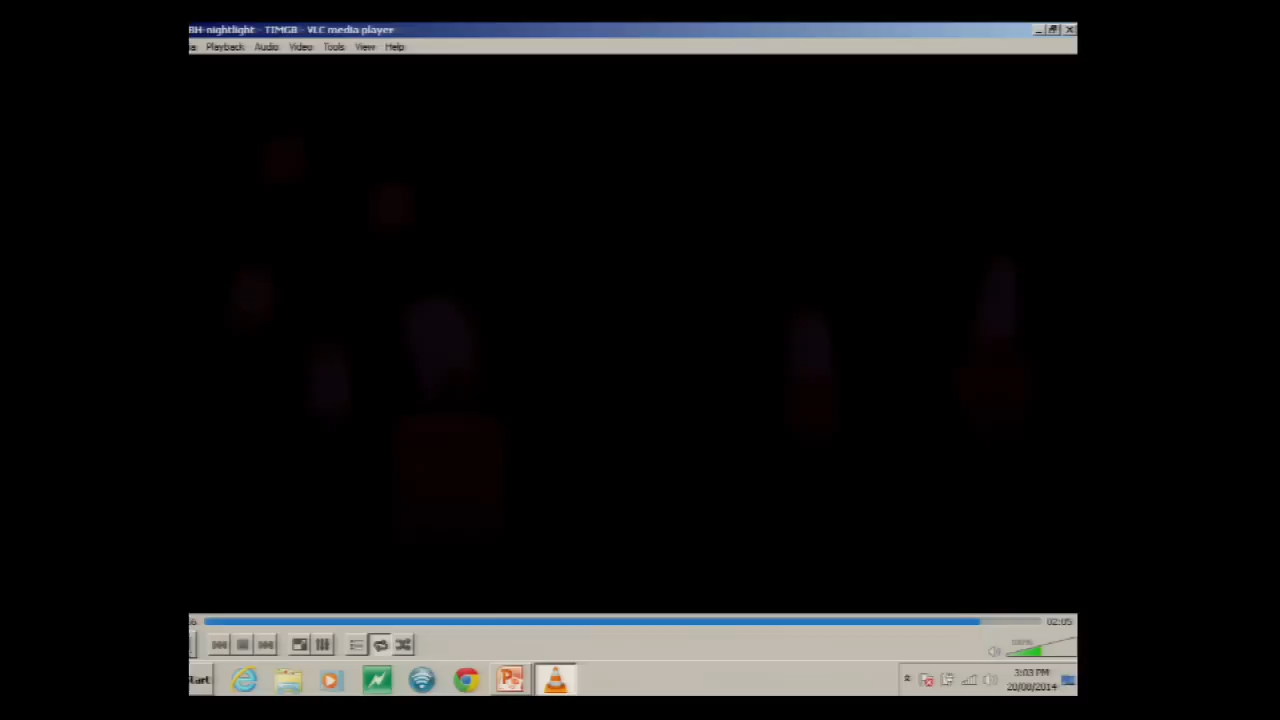 BH-nightlight - TIMGB - VLC media player
Playback Audio Video Tools View Help
02:05
100%
3:03 PM
20/08/2014